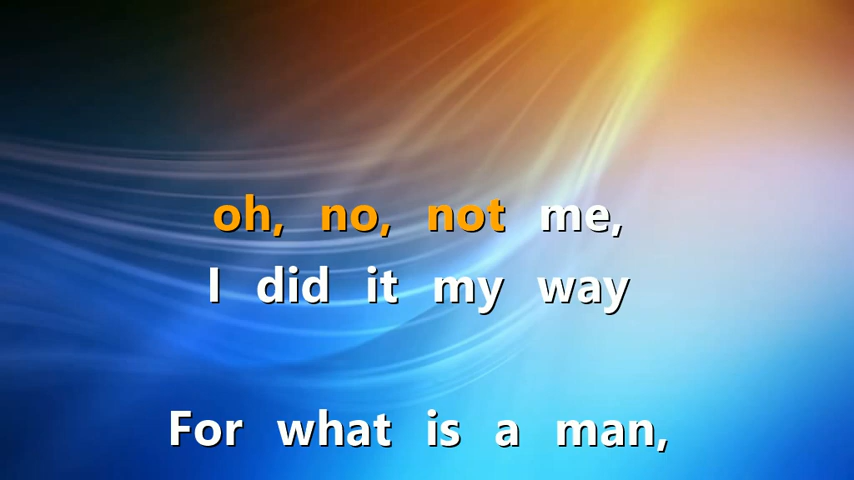 oh, no, not me,
I did it my way
For what is a man,